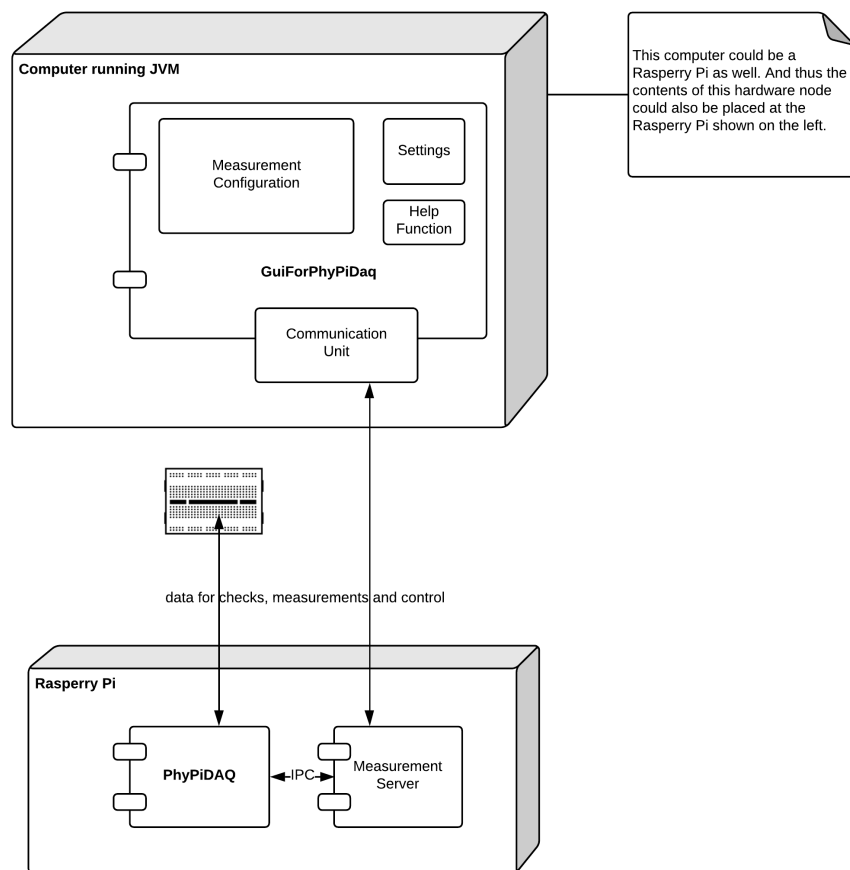 Computer running JVM
Measurement
Configuration
Settings
Help
Function
GuiForPhyPiDaq
Communication
Unit
This computer could be a
Rasperry Pi as well. And thus the
contents of this hardware node
could also be placed at the
Rasperry Pi shown on the left.
data for checks, measurements and control
Rasperry Pi
PhyPiDAQ
IPC
Measurement
Server